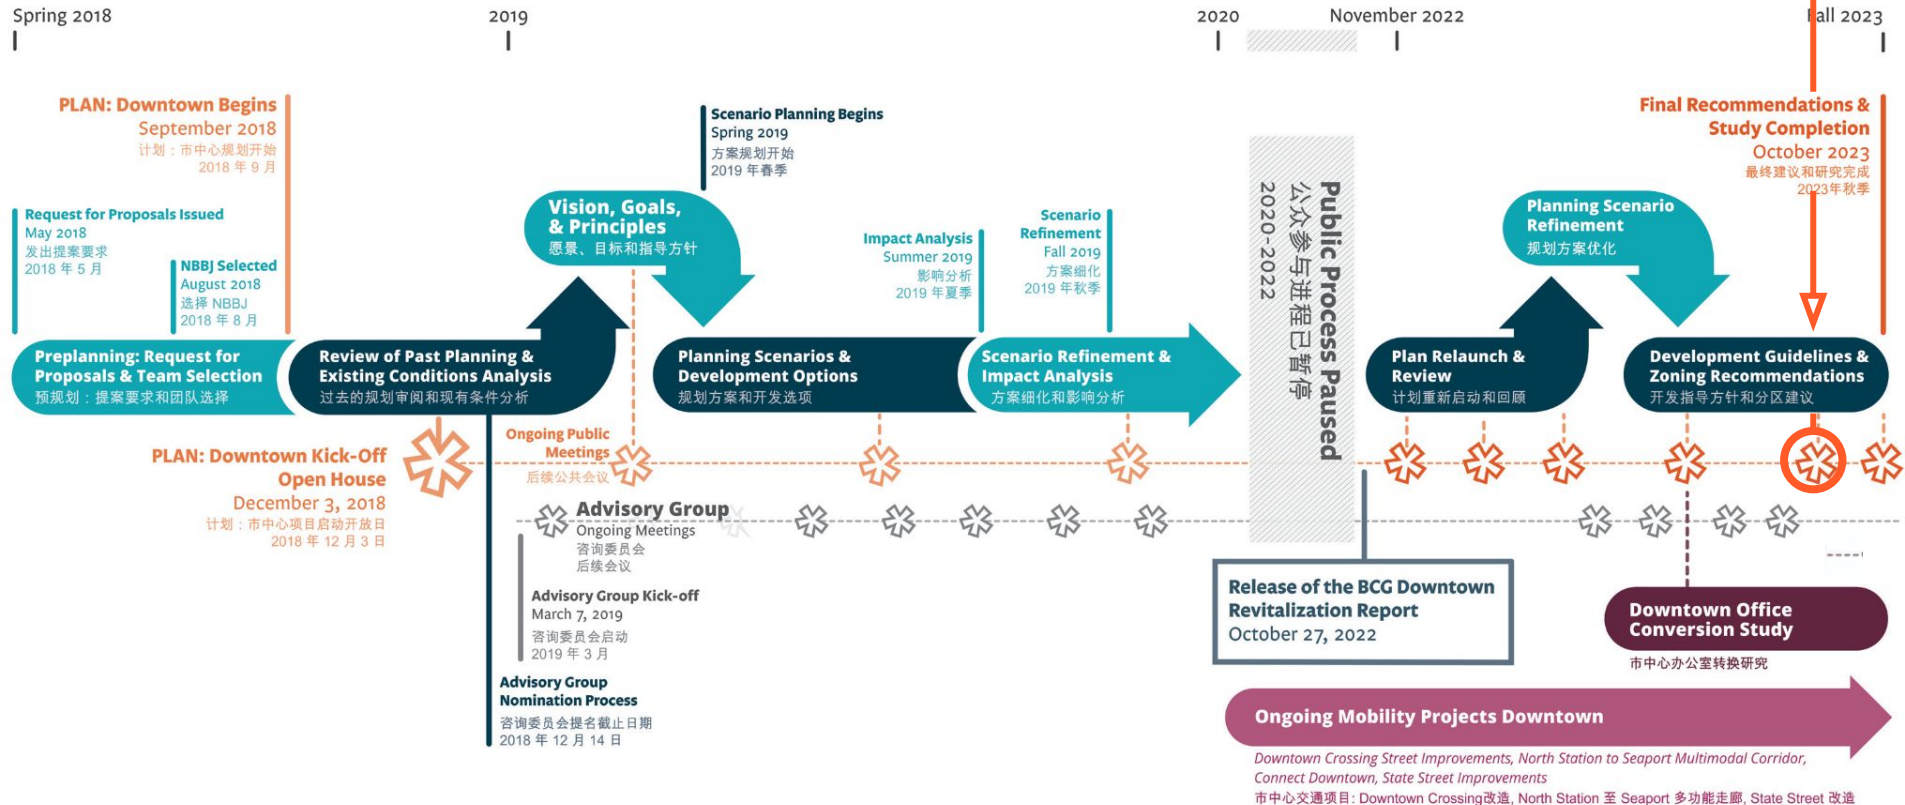 Spring 2018
2019
2020
November 2022
Fall 2023
PLAN: Downtown Begins
September 2018
计划：市中心规划开始
2018 年 9 月
Request for Proposals Issued
May 2018
发出提案要求
2018 年 5 月
NBBJ Selected
August 2018
选择 NBBJ
2018 年 8 月
Scenario Planning Begins
Spring 2019
方案规划开始
2019 年春季
Vision, Goals,
& Principles
愿景、目标和指导方针
Impact Analysis
Summer 2019
影响分析
2019 年夏季
Scenario
Refinement
Fall 2019
方案细化
2019 年秋季
Public Process Paused
公众参与进程已暂停
2020-2022
Planning Scenario
Refinement
规划方案优化
Final Recommendations &
Study Completion
October 2023
最终建议和研究完成
2023年秋季
Preplanning: Request for
Proposals & Team Selection
预规划：提案要求和团队选择
Review of Past Planning &
Existing Conditions Analysis
过去的规划审阅和现有条件分析
Planning Scenarios &
Development Options
规划方案和开发选项
Scenario Refinement &
Impact Analysis
方案细化和影响分析
Plan Relaunch &
Review
计划重新启动和回顾
Development Guidelines &
Zoning Recommendations
开发指导方针和分区建议
PLAN: Downtown Kick-Off
Open House
December 3, 2018
计划：市中心项目启动开放日
2018 年 12 月 3 日
Ongoing Public
Meetings
后续公共会议
Advisory Group
Ongoing Meetings
咨询委员会
后续会议
Advisory Group Kick-off
March 7, 2019
咨询委员会启动
2019 年 3 月
Advisory Group
Nomination Process
咨询委员会提名截止日期
2018 年 12 月 14 日
Release of the BCG Downtown
Revitalization Report
October 27, 2022
Downtown Office
Conversion Study
市中心办公室转换研究
Ongoing Mobility Projects Downtown
Downtown Crossing Street Improvements, North Station to Seaport Multimodal Corridor,
Connect Downtown, State Street Improvements
市中心交通项目: Downtown Crossing改造, North Station 至 Seaport 多功能走廊, State Street 改造